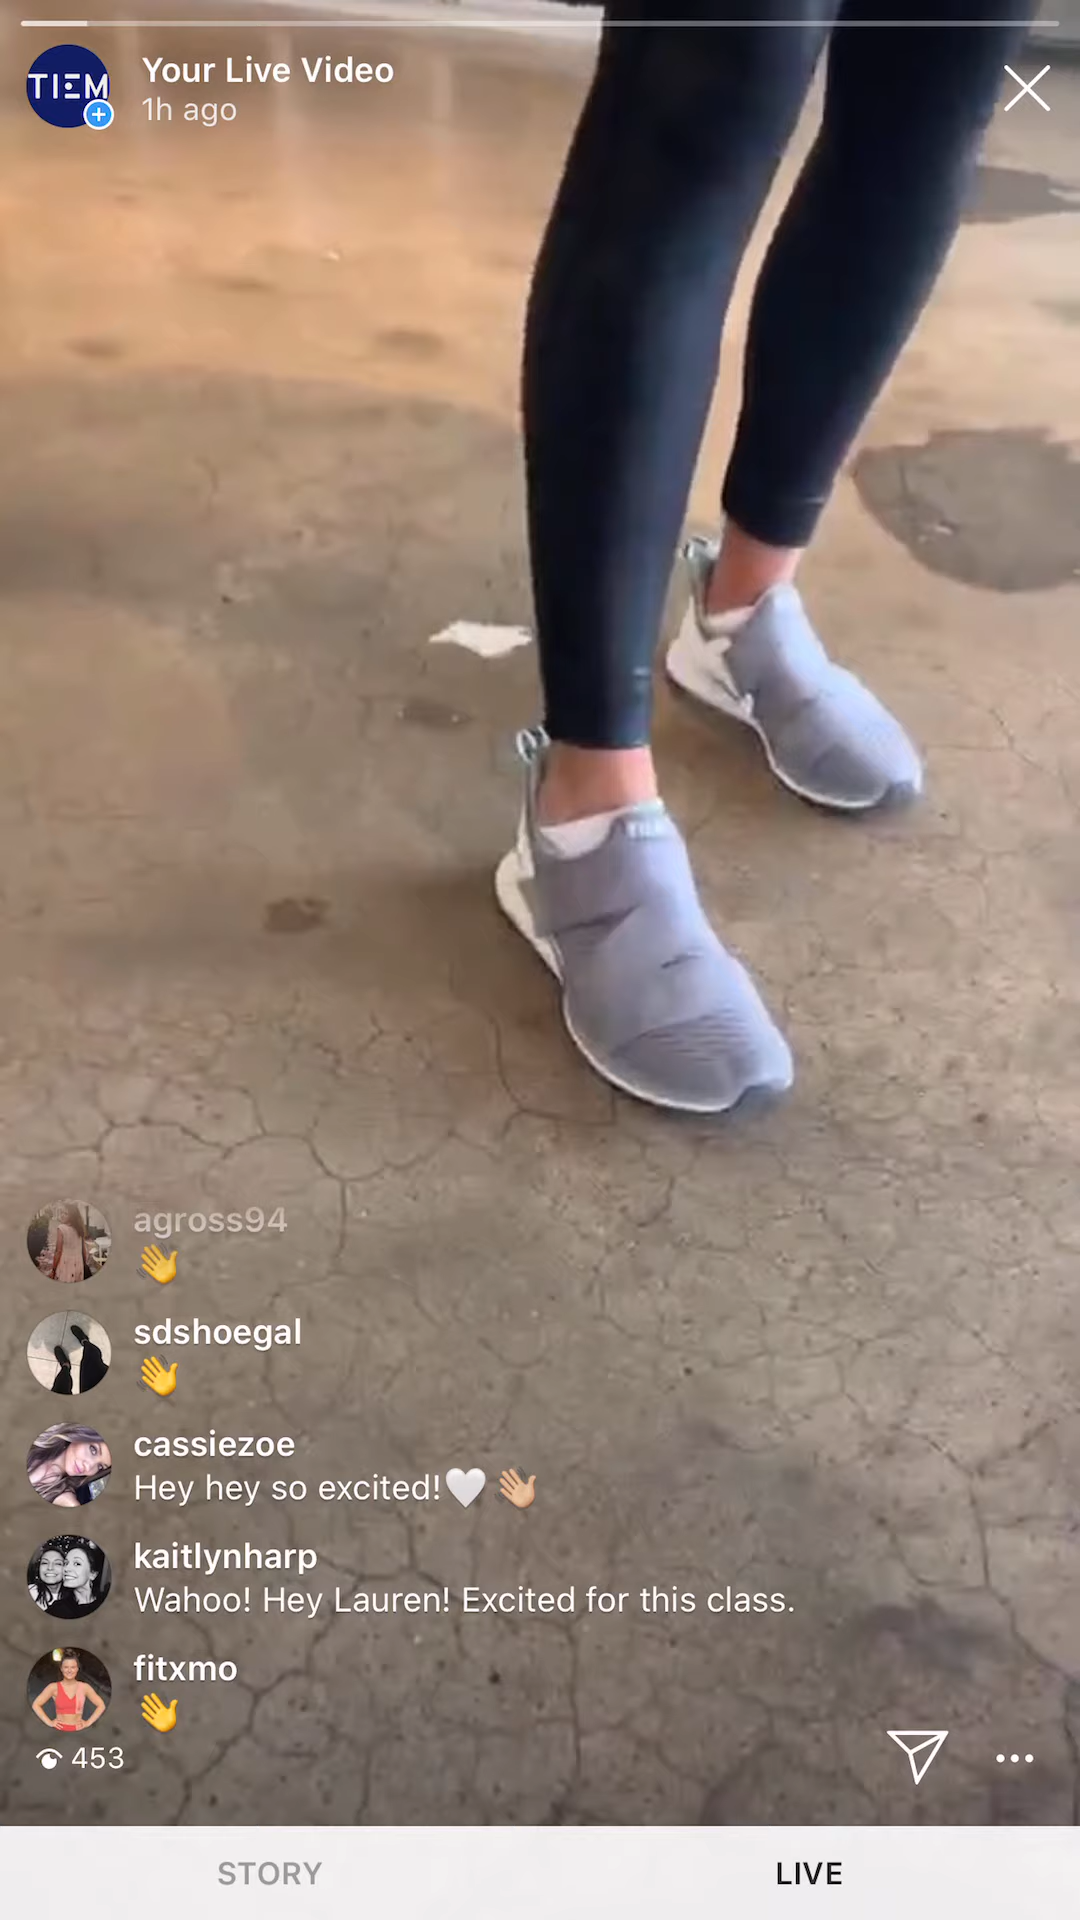 TIEM
Your Live Video
1h ago
agross94
👋
sdshoegal
👋
cassiezoe
Hey hey so excited!🤍 👋🏼
kaitlynharp
Wahoo! Hey Lauren! Excited for this class.
fitxmo
👋
453
STORY
LIVE